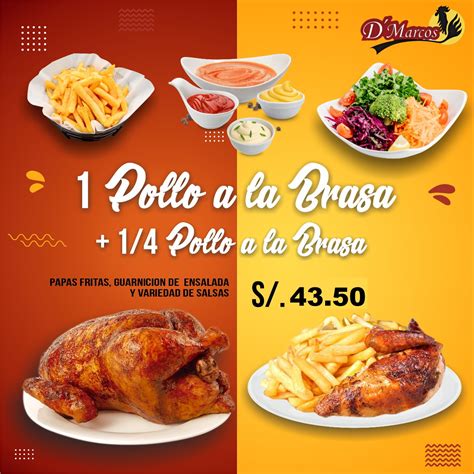 D'Marcos
1 Pollo a la Brasa
+ 1/4 Pollo a la Brasa
PAPAS FRITAS, GUARNICION DE ENSALADA
Y VARIEDAD DE SALSAS
S/. 43.50